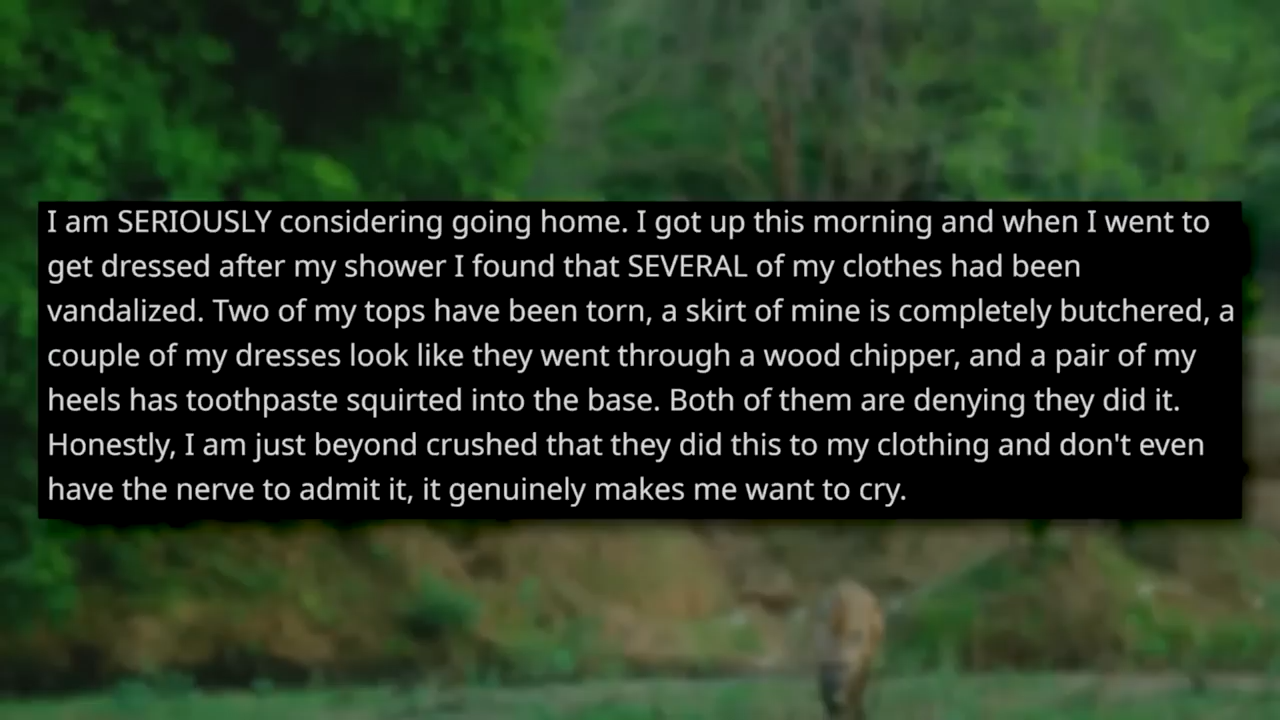 I am SERIOUSLY considering going home. I got up this morning and when I went to
get dressed after my shower I found that SEVERAL of my clothes had been
vandalized. Two of my tops have been torn, a skirt of mine is completely butchered, a
couple of my dresses look like they went through a wood chipper, and a pair of my
heels has toothpaste squirted into the base. Both of them are denying they did it.
Honestly, I am just beyond crushed that they did this to my clothing and don't even
have the nerve to admit it, it genuinely makes me want to cry.